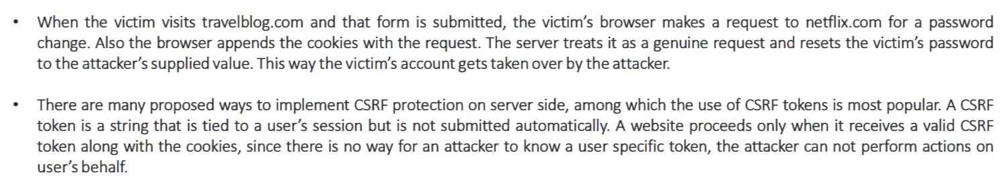 • When the victim visits travelblog.com and that form is submitted, the victim’s browser makes a request to netflix.com for a password
change. Also the browser appends the cookies with the request. The server treats it as a genuine request and resets the victim’s password
to the attacker’s supplied value. This way the victim’s account gets taken over by the attacker.
• There are many proposed ways to implement CSRF protection on server side, among which the use of CSRF tokens is most popular. A CSRF
token is a string that is tied to a user’s session but is not submitted automatically. A website proceeds only when it receives a valid CSRF
token along with the cookies, since there is no way for an attacker to know a user specific token, the attacker can not perform actions on
user’s behalf.